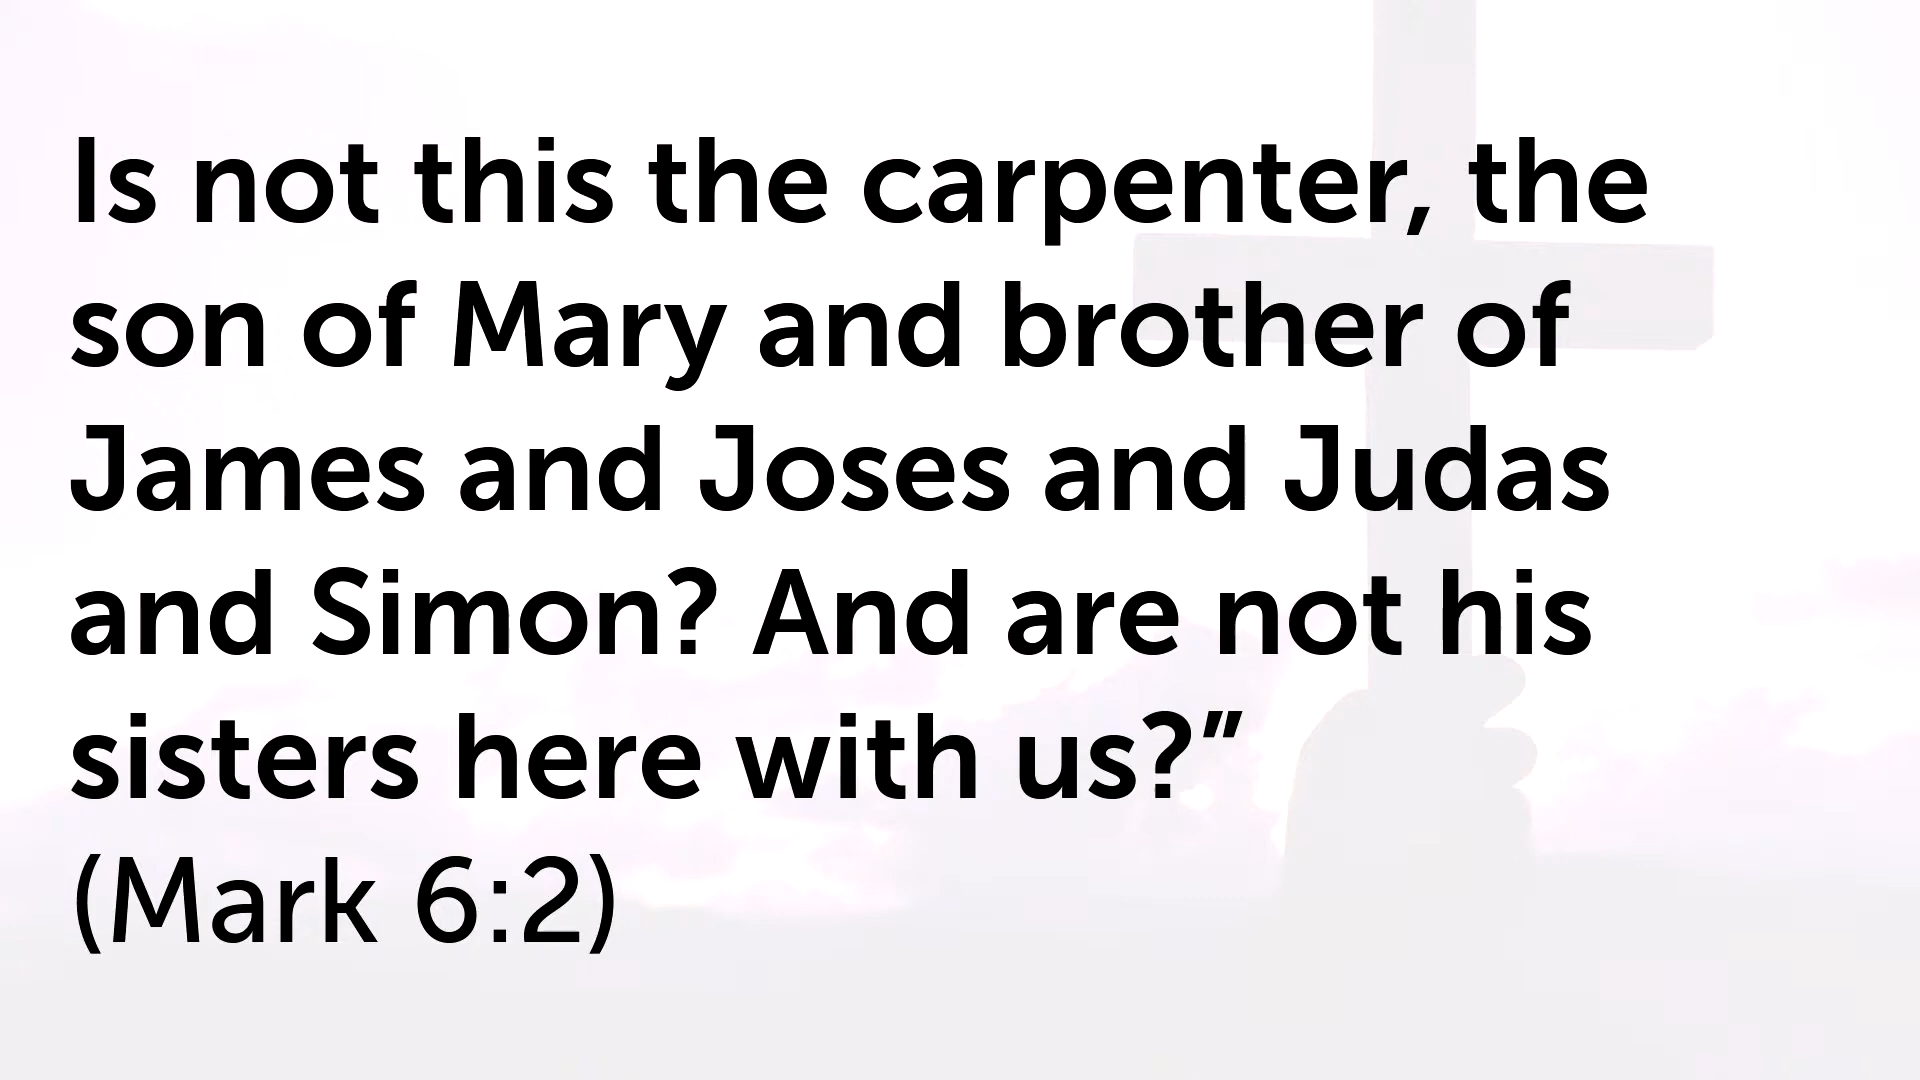 Is not this the carpenter, the
son of Mary and brother of
James and Joses and Judas
and Simon? And are not his
sisters here with us?”
(Mark 6:2)